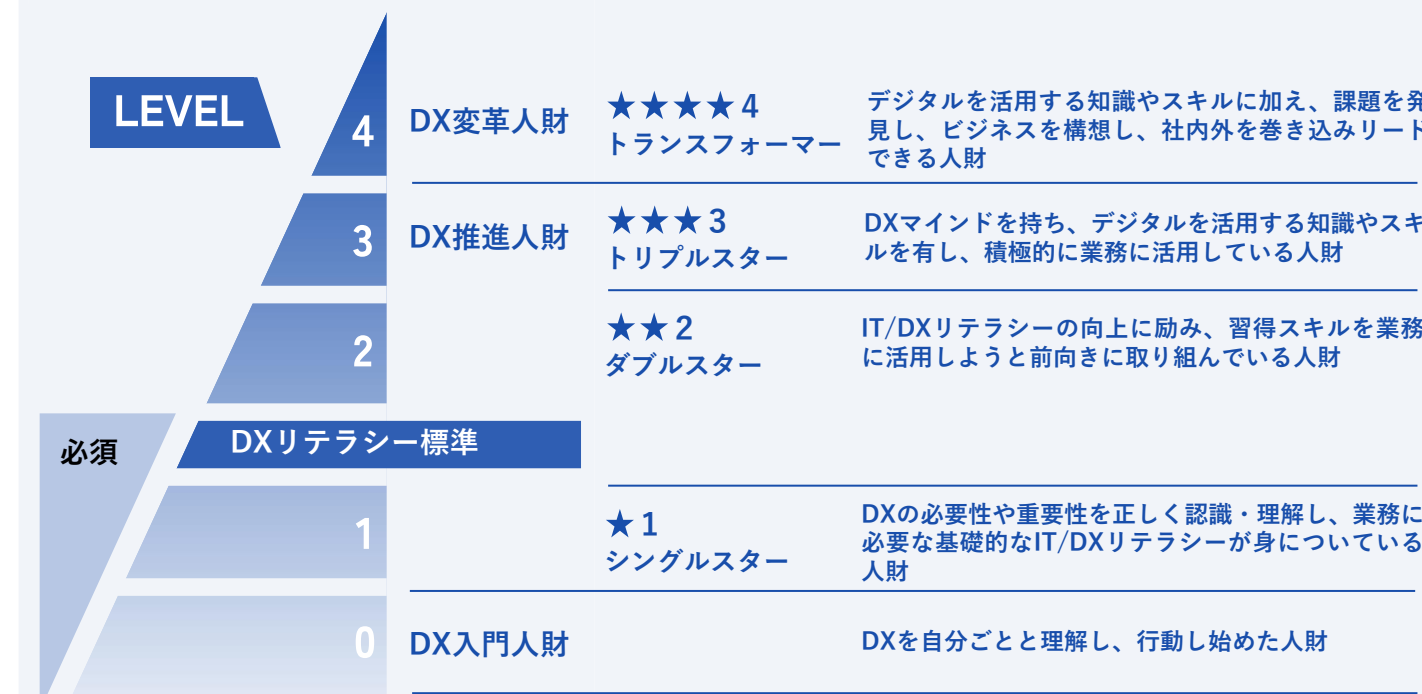 LEVEL
4
DX変革人財
★★★★4
トランスフォーマー
デジタルを活用する知識やスキルに加え、課題を発
見し、ビジネスを構想し、社内外を巻き込みリード
できる人財
3
DX推進人財
★★★3
トリプルスター
DXマインドを持ち、デジタルを活用する知識やスキ
ルを有し、積極的に業務に活用している人財
2
★★2
ダブルスター
IT/DXリテラシーの向上に励み、習得スキルを業務
に活用しようと前向きに取り組んでいる人財
必須
DXリテラシー標準
1
★1
シングルスター
DXの必要性や重要性を正しく認識・理解し、業務に
必要な基礎的なIT/DXリテラシーが身についている
人財
0
DX入門人財
DXを自分ごとと理解し、行動し始めた人財